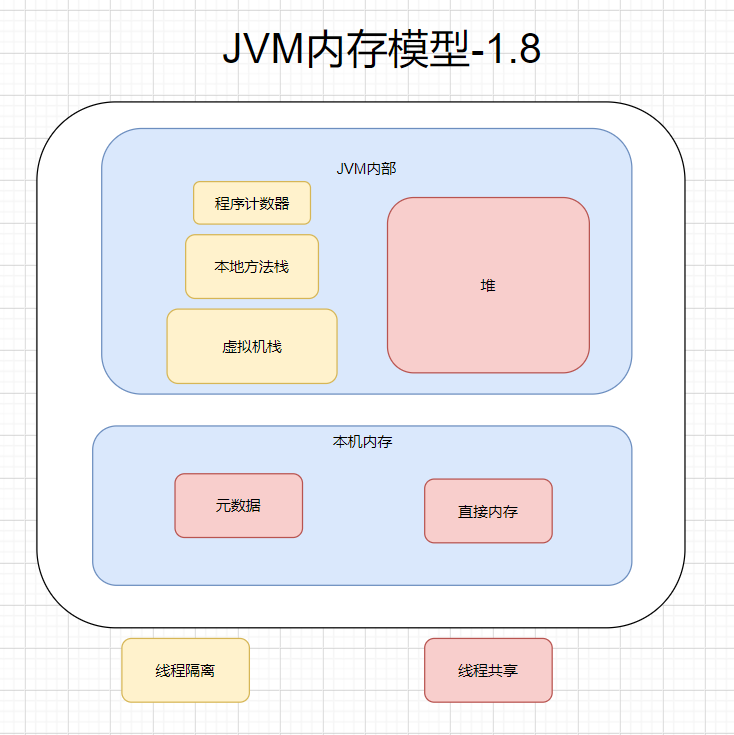 JVM内存模型-1.8
JVM内部
程序计数器
本地方法栈
虚拟机栈
堆
本机内存
元数据
直接内存
线程隔离
线程共享